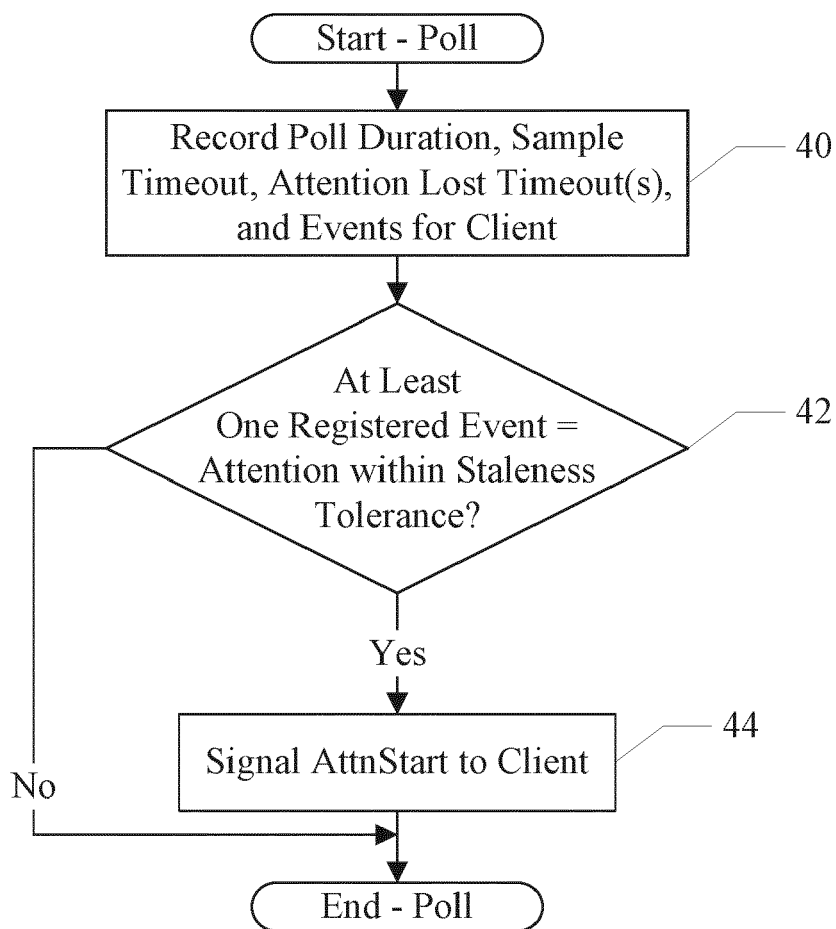 Start - Poll
Record Poll Duration, Sample
Timeout, Attention Lost Timeout(s),
and Events for Client
40
At Least
One Registered Event =
Attention within Staleness
Tolerance?
42
Yes
Signal AttnStart to Client
44
No
End - Poll